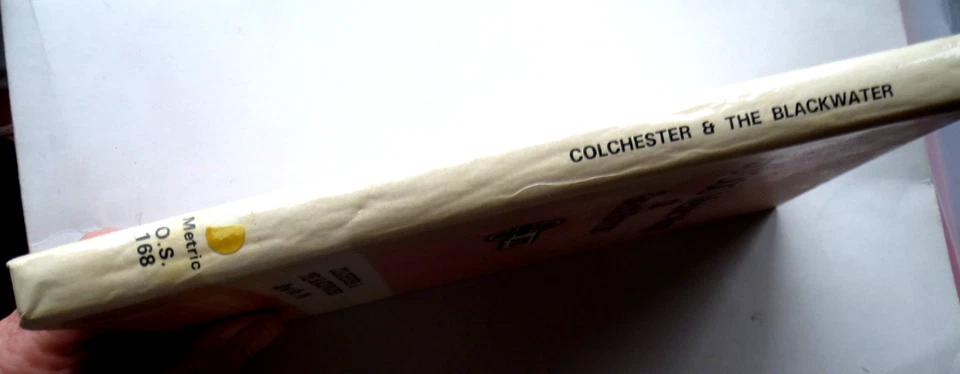 COLCHESTER & THE BLACKWATER
Metric
O.S.
168